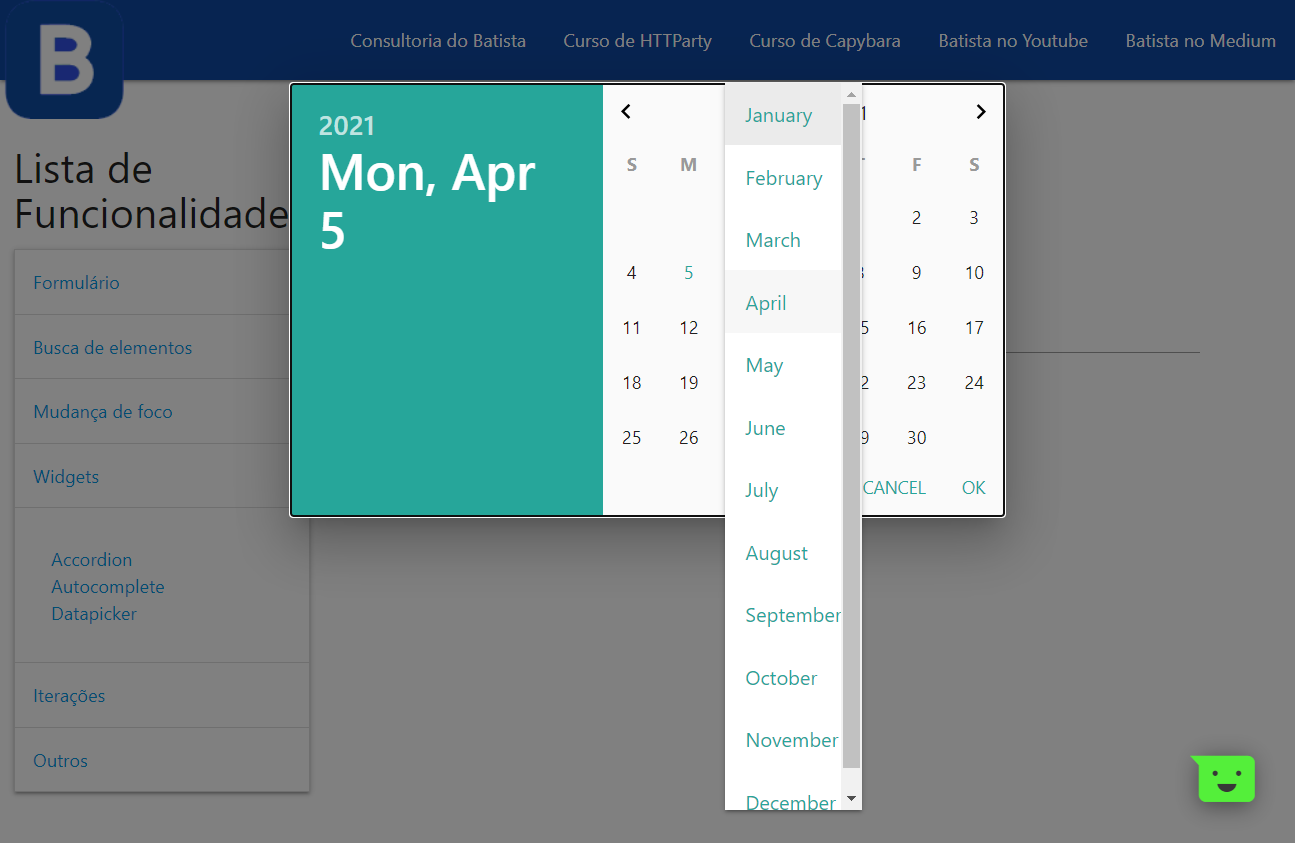 B
Consultoria do Batista Curso de HTTParty Curso de Capybara Batista no Youtube Batista no Medium
Lista de
Funcionalidade
Formulário
Busca de elementos
Mudança de foco
Widgets
Accordion
Autocomplete
Datapicker
Iterações
Outros
2021
Mon, Apr
5
S M F S
2 3
4 5 9 10
11 12 16 17
18 19 23 24
25 26 30
CANCEL OK
January
February
March
April
May
June
July
August
September
October
November
December